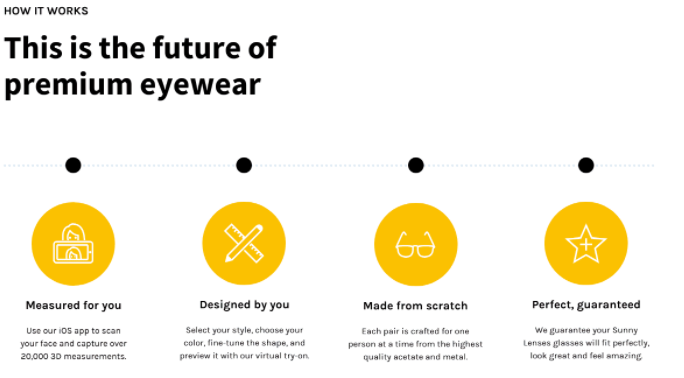 HOW IT WORKS
This is the future of
premium eyewear
Measured for you
Use our iOS app to scan
your face and capture over
20,000 3D measurements.
Designed by you
Select your style, choose your
color, fine-tune the shape, and
preview it with our virtual try-on.
Made from scratch
Each pair is crafted for one
person at a time from the highest
quality acetate and metal.
Perfect, guaranteed
We guarantee your Sunny
Lenses glasses will fit perfectly,
look great and feel amazing.